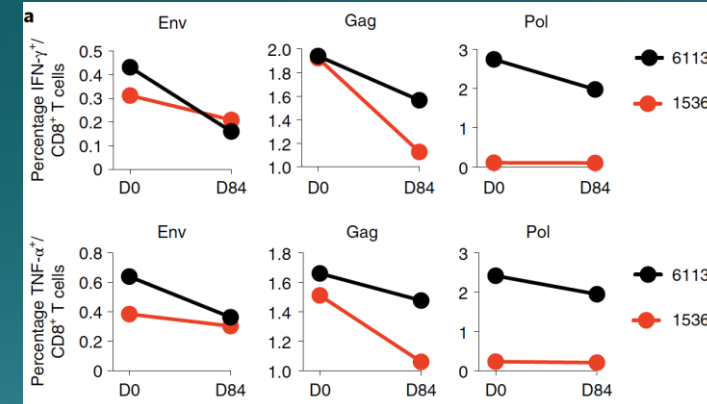 a
Env
Gag
Pol
Percentage IFN-γ+/
CD8+ T cells
0.5
0.4
0.3
0.2
0.1
0
D0 D84
2.0
1.8
1.6
1.4
1.2
1.0
D0 D84
3
2
1
0
D0 D84
6113
1536
Env
Gag
Pol
Percentage TNF-α+/
CD8+ T cells
0.8
0.6
0.4
0.2
0
D0 D84
1.8
1.6
1.4
1.2
1.0
D0 D84
3
2
1
0
D0 D84
6113
1536